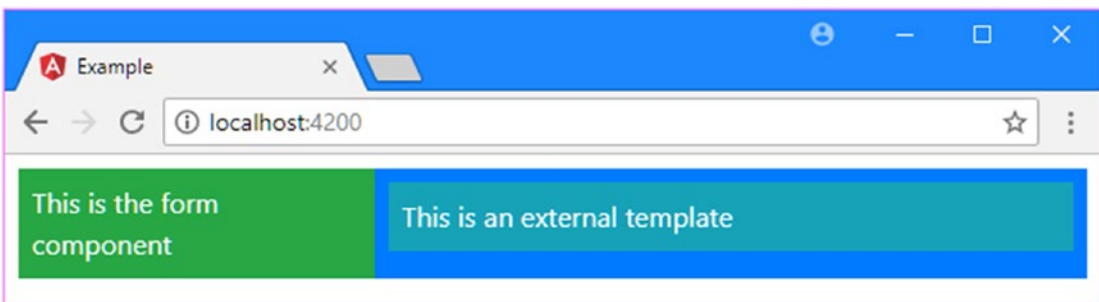 Example
localhost:4200
This is the form
component
This is an external template